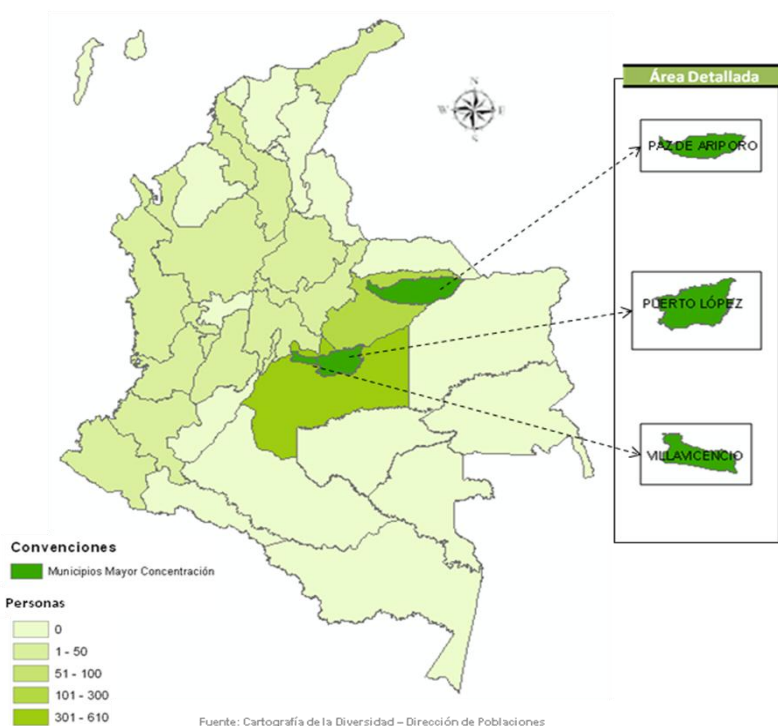 N
W
E
S
Área Detallada
PAZ DE ARIPORO
PUERTO LÓPEZ
VILLAVICENCIO
Convenciones
Municipios Mayor Concentración
Personas
0
1 - 50
51 - 100
101 - 300
301 - 610
Fuente: Cartografía de la Diversidad – Dirección de Poblaciones